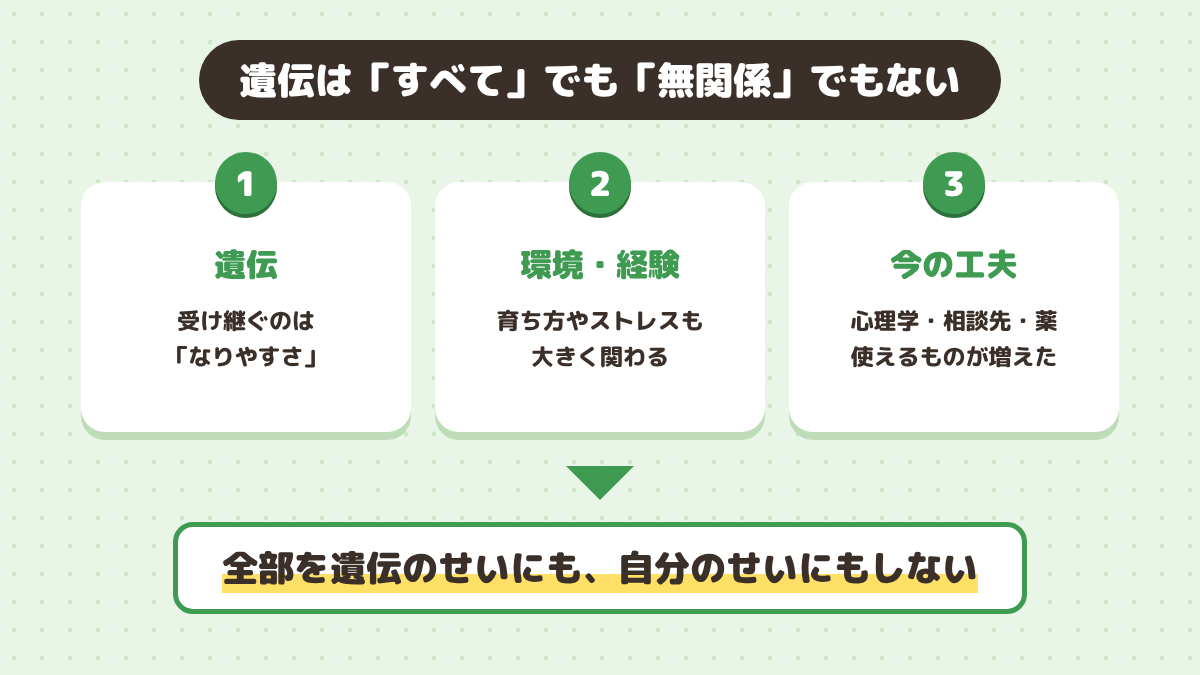 遺伝は「すべて」でも「無関係」でもない
1
遺伝
受け継ぐのは
「なりやすさ」
2
環境・経験
育ち方やストレスも
大きく関わる
3
今の工夫
心理学・相談先・薬
使えるものが増えた
全部を遺伝のせいにも、自分のせいにもしない